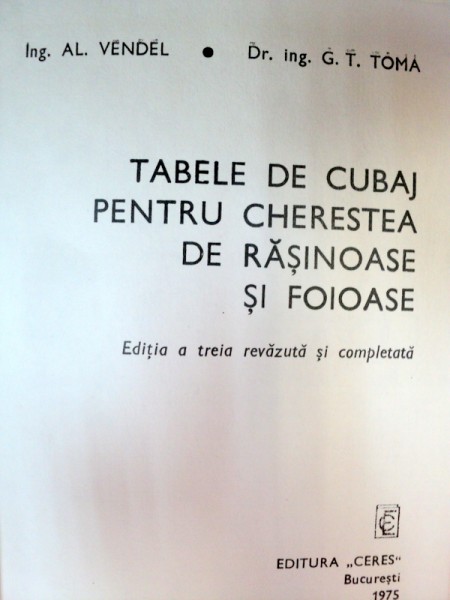 Ing. AL. VENDEL • Dr. ing. G. T. TOMA
TABELE DE CUBAJ
PENTRU CHERESTEA
DE RĂȘINOASE
ȘI FOIOASE
Ediția a treia revăzută și completată
EDITURA „CERES“
București
1975